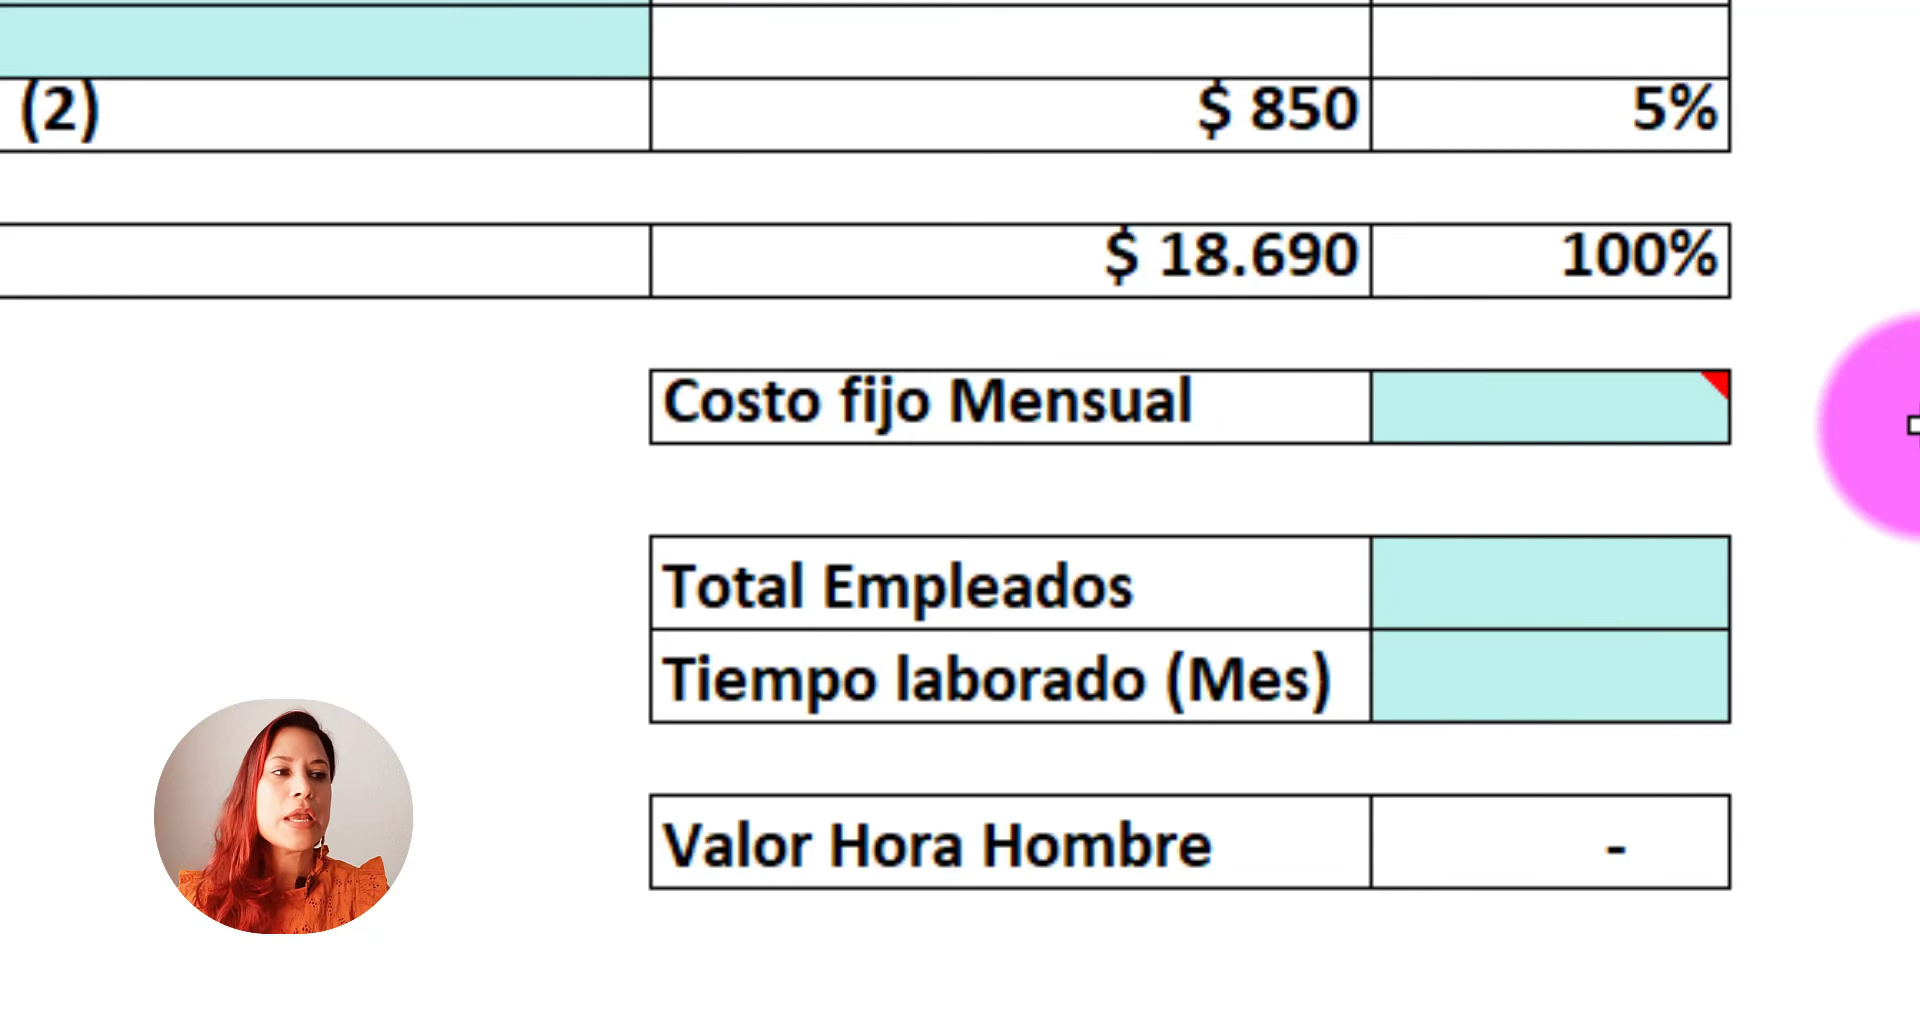 (2) $ 850 5%
$ 18.690 100%
Costo fijo Mensual
Total Empleados
Tiempo laborado (Mes)
Valor Hora Hombre -